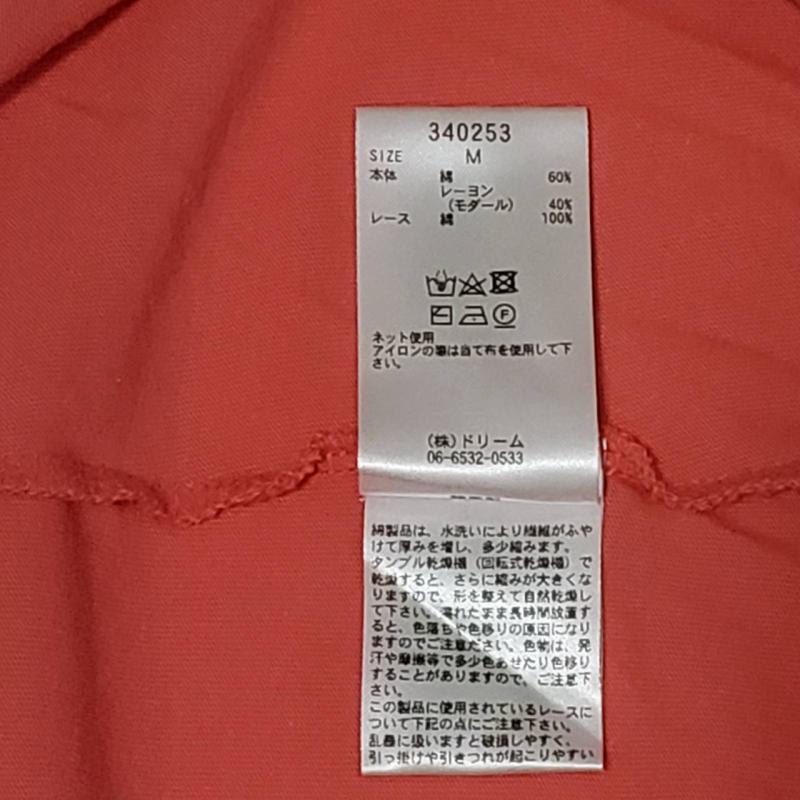 340253
SIZE M
本体 綿 60%
レーヨン
(モダール) 40%
レース 綿 100%
F
ネット使用
アイロンの際は当て布を使用して下
さい。
(株)ドリーム
06-6532-0533
綿製品は、水洗いにより繊維がふや
けて厚みを増し、多少縮みます。
タンブル乾燥機(回転式乾燥機)で
乾燥すると、さらに縮みが大きくな
りますので、形を整えて自然乾燥し
て下さい。濡れたまま長時間放置す
ると、色落ちや色移りの原因になり
ますのでご注意ださい。色物は、発
汗や摩擦等で多少色あせたり色移り
することがありますので、ご注意下
さい。
この製品に使用されているレースに
ついて下記の点にご注意下さい。
乱暴に扱いますと破損しやすく、
引っ掛けや引きつれが起こりやすい